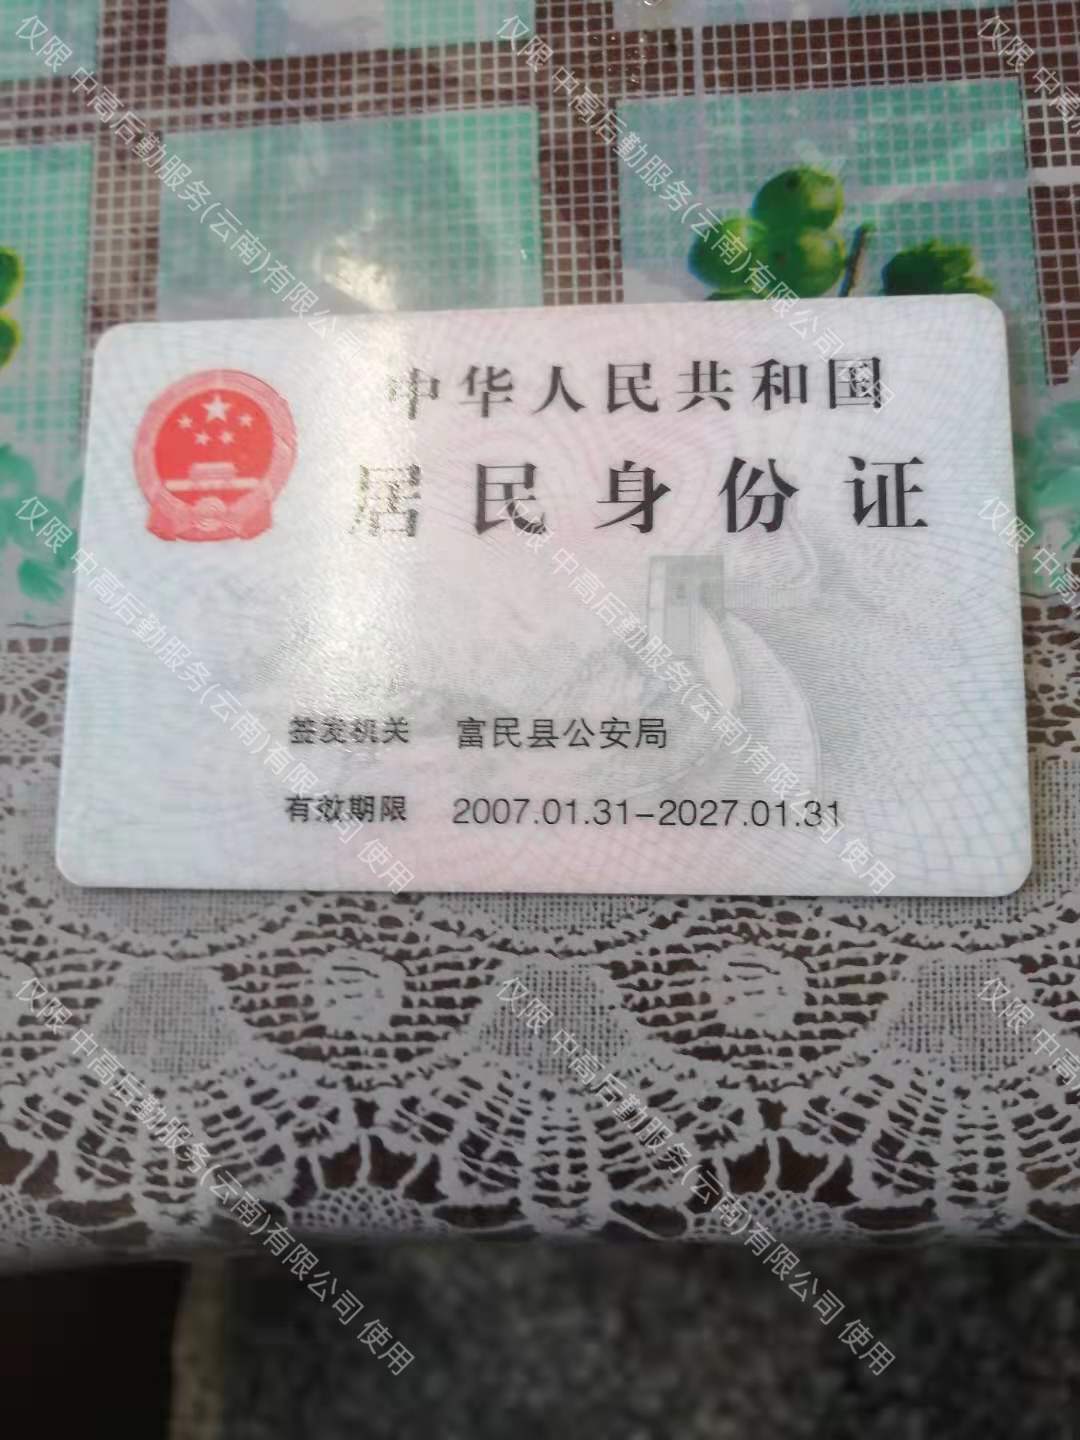 中华人民共和国
居民身份证
签发机关 富民县公安局
有效期限 2007.01.31-2027.01.31
仅限 中高后勤服务(云南)有限公司 使用